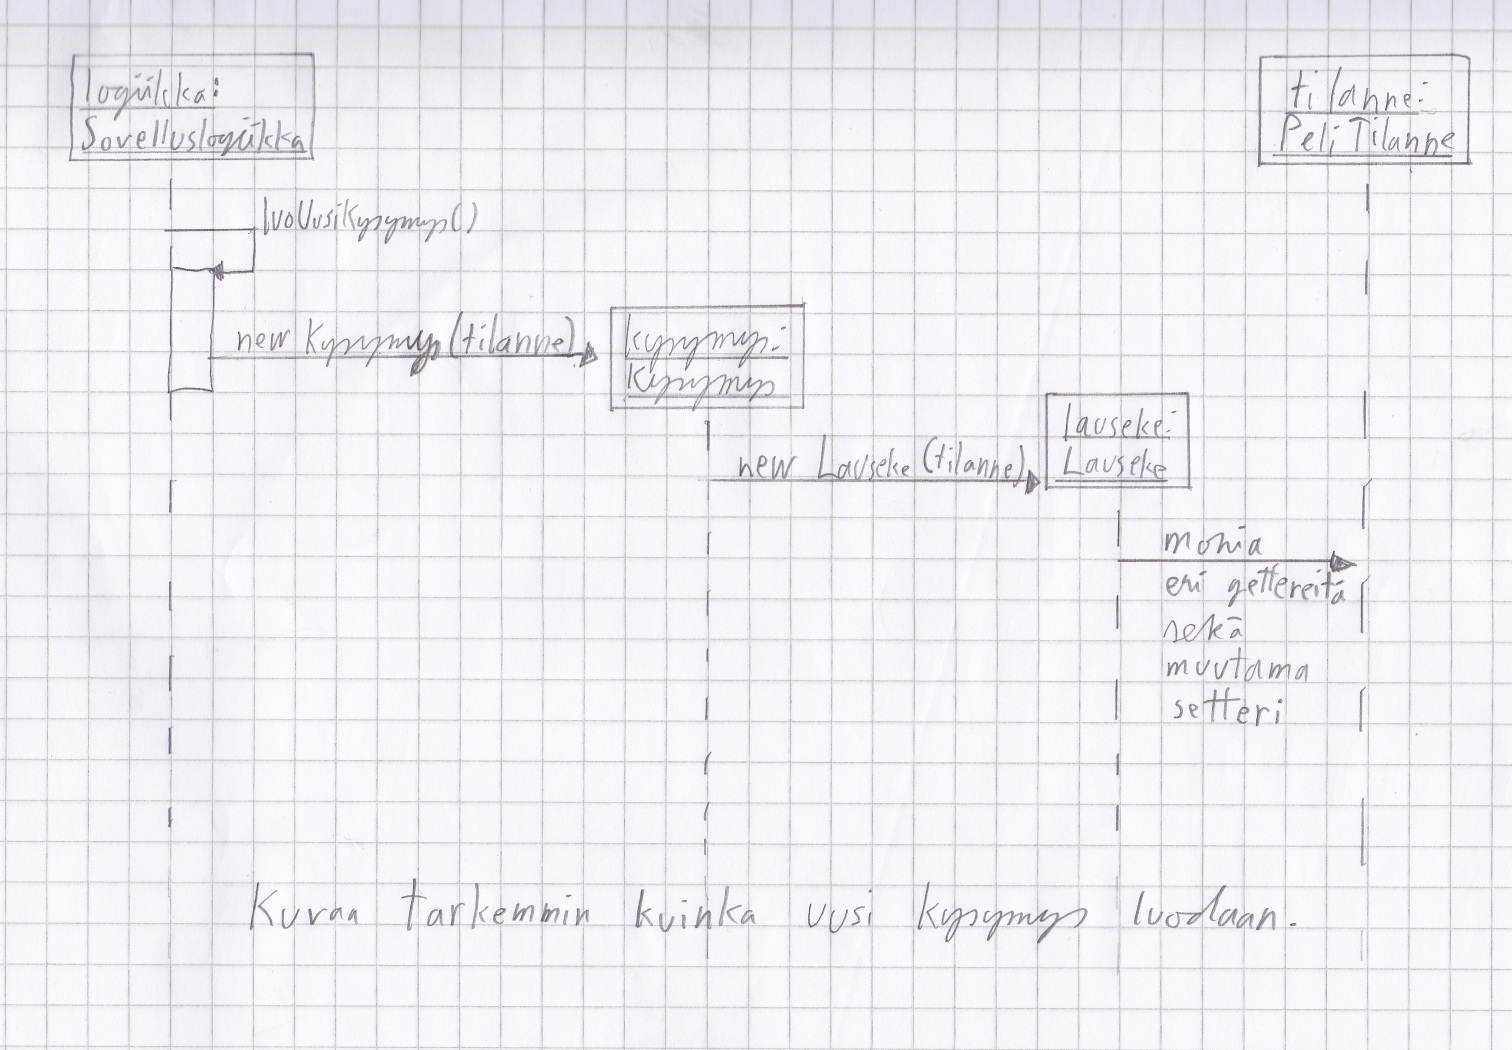 logiikka:
Sovelluslogiikka
tilanne:
PeliTilanne
luoUusiKysymys()
new Kysymys(tilanne)
kysymys:
Kysymys
new Lauseke(tilanne)
lauseke:
Lauseke
monia
eri gettereitä
sekä
muutama
setteri
Kuvaa tarkemmin kuinka uusi kysymys luodaan.